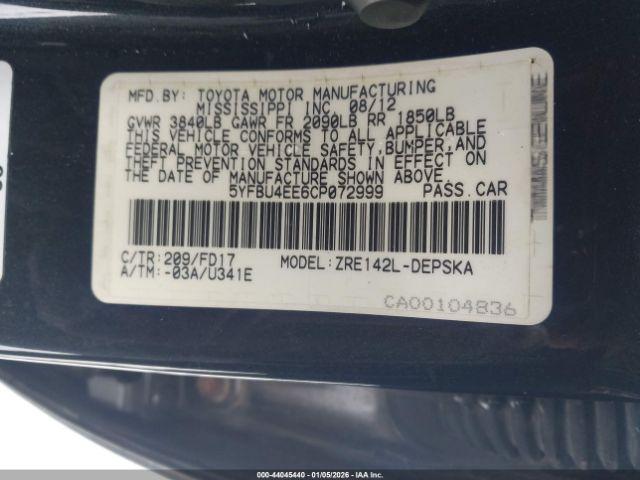 MFD.BY: TOYOTA MOTOR MANUFACTURING
MISSISSIPPI INC. 08/12
GVWR 3840LB GAWR FR 2090LB RR 1850LB
THIS VEHICLE CONFORMS TO ALL APPLICABLE
FEDERAL MOTOR VEHICLE SAFETY,BUMPER,AND
THEFT PREVENTION STANDARDS IN EFFECT ON
THE DATE OF MANUFACTURE SHOWN ABOVE.
5YFBU4EE6CP072999 PASS.CAR
C/TR:209/FD17 MODEL:ZRE142L-DEPSKA
A/TM:-03A/U341E
CA00104836
000-44045440 - 01/05/2026 - IAA Inc.